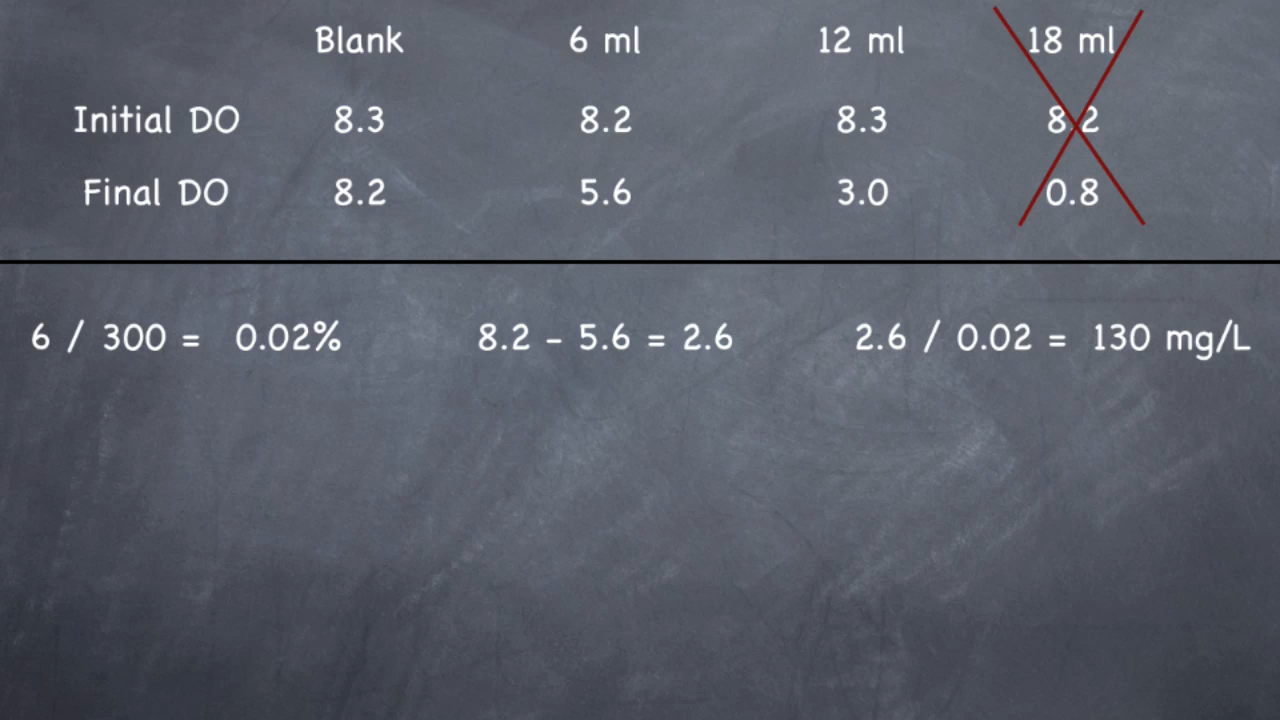 Blank 6 ml 12 ml 18 ml
Initial DO 8.3 8.2 8.3 8.2
Final DO 8.2 5.6 3.0 0.8
6 / 300 = 0.02% 8.2 - 5.6 = 2.6 2.6 / 0.02 = 130 mg/L